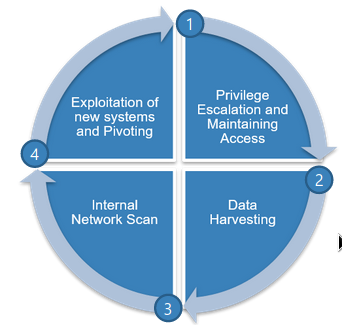 1
Privilege
Escalation and
Maintaining
Access
2
Data
Harvesting
3
Internal
Network Scan
4
Exploitation of
new systems
and Pivoting